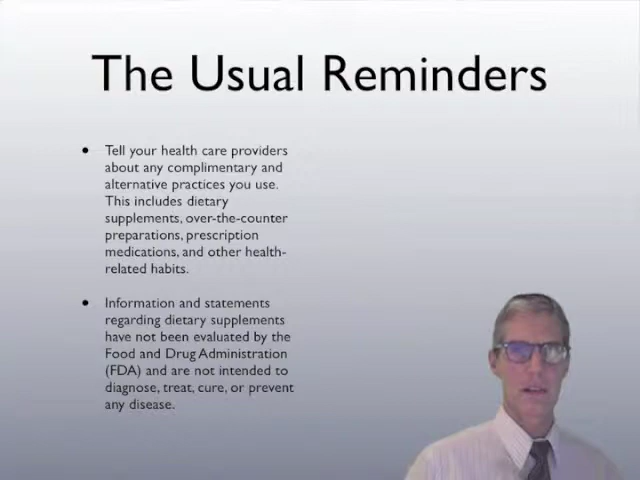 The Usual Reminders
• Tell your health care providers
about any complimentary and
alternative practices you use.
This includes dietary
supplements, over-the-counter
preparations, prescription
medications, and other health-
related habits.
• Information and statements
regarding dietary supplements
have not been evaluated by the
Food and Drug Administration
(FDA) and are not intended to
diagnose, treat, cure, or prevent
any disease.